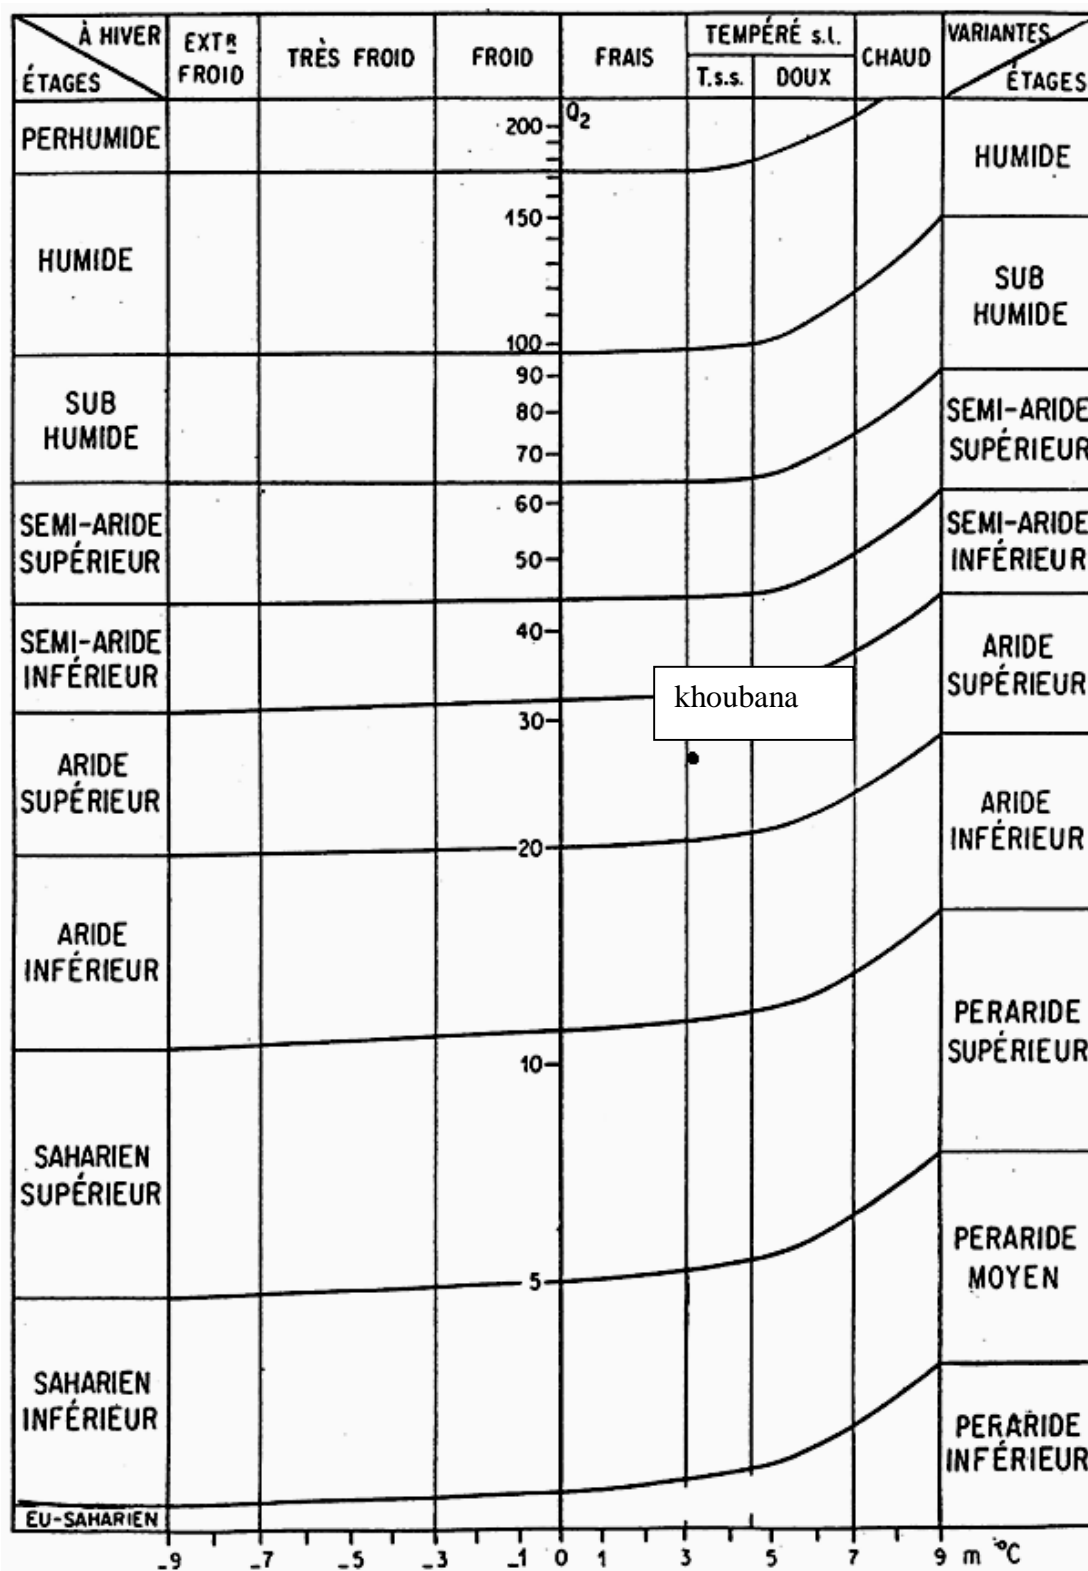 À HIVER
ÉTAGES
EXTR
FROID
TRÈS FROID
FROID
FRAIS
TEMPÉRÉ s.l.
T.s.s.
DOUX
CHAUD
VARIANTES
ÉTAGES
PERHUMIDE
HUMIDE
SUB
HUMIDE
SEMI-ARIDE
SUPÉRIEUR
SEMI-ARIDE
INFÉRIEUR
ARIDE
SUPÉRIEUR
ARIDE
INFÉRIEUR
SAHARIEN
SUPÉRIEUR
SAHARIEN
INFÉRIEUR
EU-SAHARIEN
Q2
200
150
100
90
80
70
60
50
40
30
20
10
5
khoubana
HUMIDE
SUB
HUMIDE
SEMI-ARIDE
SUPÉRIEUR
SEMI-ARIDE
INFÉRIEUR
ARIDE
SUPÉRIEUR
ARIDE
INFÉRIEUR
PERARIDE
SUPÉRIEUR
PERARIDE
MOYEN
PERARIDE
INFÉRIEUR
-9 -7 -5 -3 -1 0 1 3 5 7 9 m °C